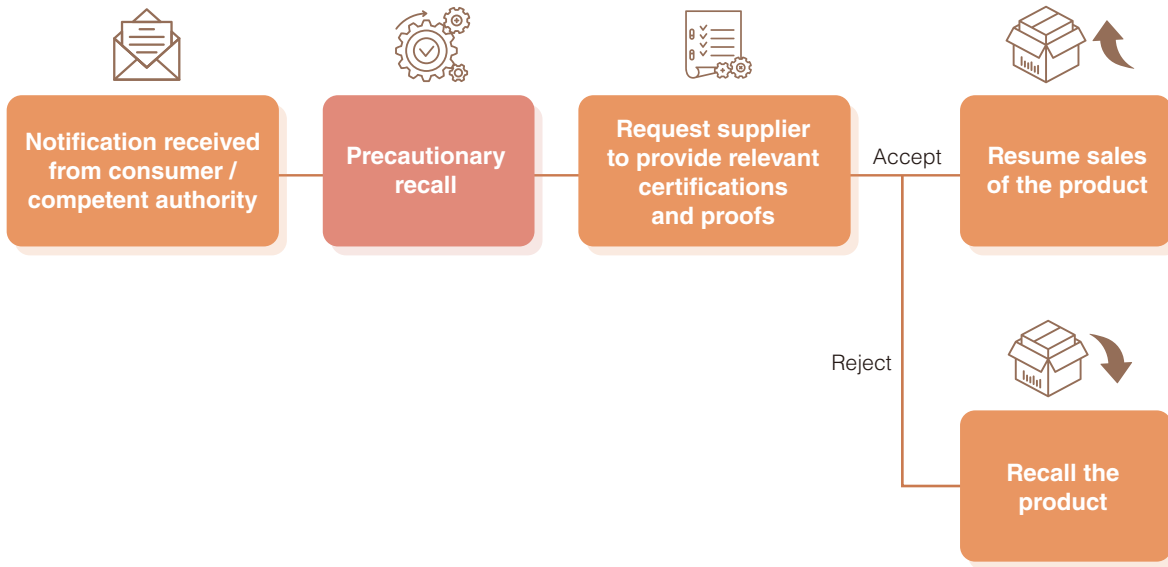 Notification received
from consumer /
competent authority
Precautionary
recall
Request supplier
to provide relevant
certifications
and proofs
Accept
Resume sales
of the product
Reject
Recall the
product